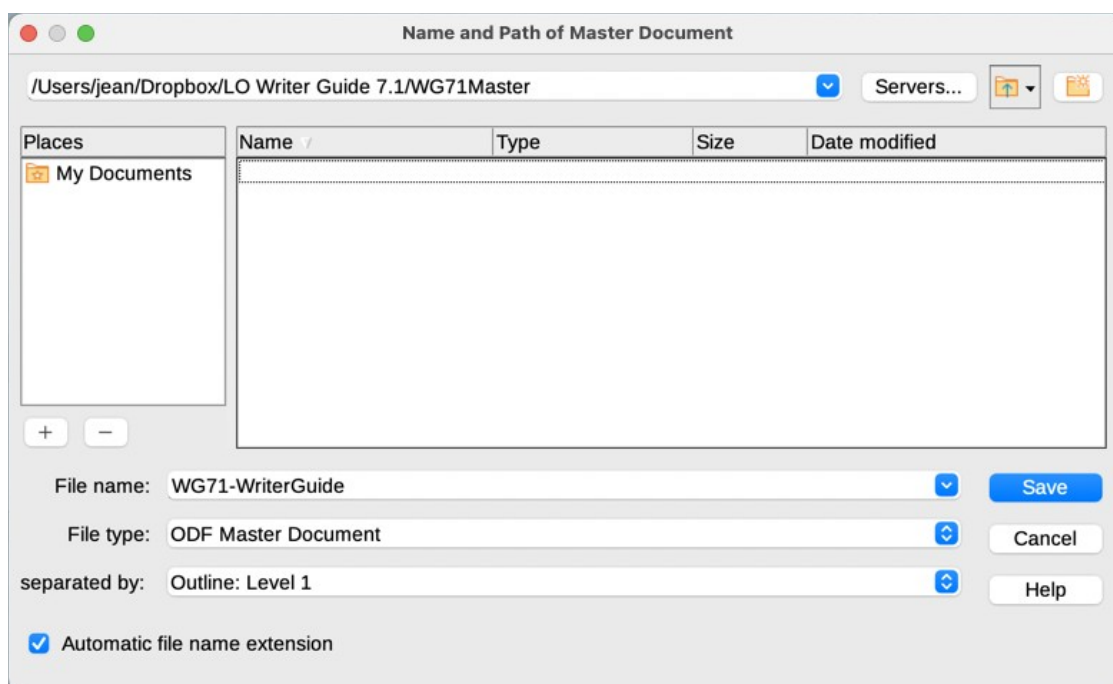 Name and Path of Master Document
/Users/jean/Dropbox/LO Writer Guide 7.1/WG71Master
Servers...
Places
Name
Type
Size
Date modified
My Documents
+
−
File name:
WG71-WriterGuide
Save
File type:
ODF Master Document
Cancel
separated by:
Outline: Level 1
Help
Automatic file name extension